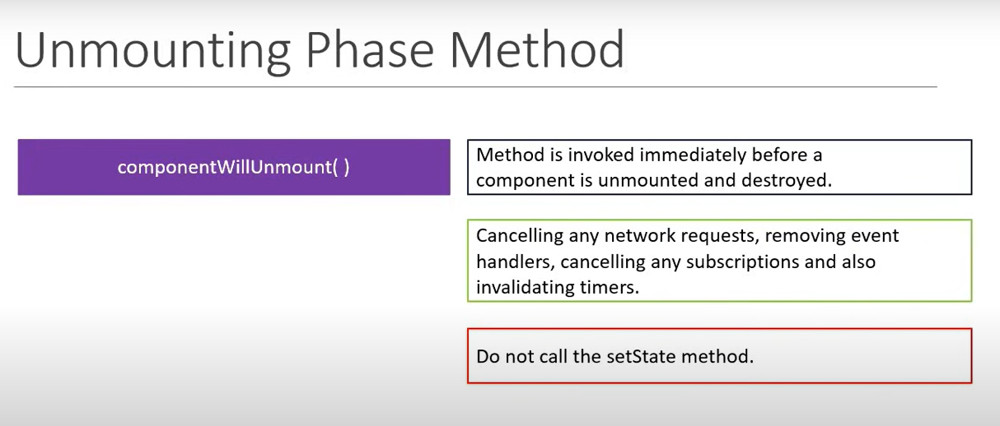 Unmounting Phase Method
componentWillUnmount( )
Method is invoked immediately before a
component is unmounted and destroyed.
Cancelling any network requests, removing event
handlers, cancelling any subscriptions and also
invalidating timers.
Do not call the setState method.